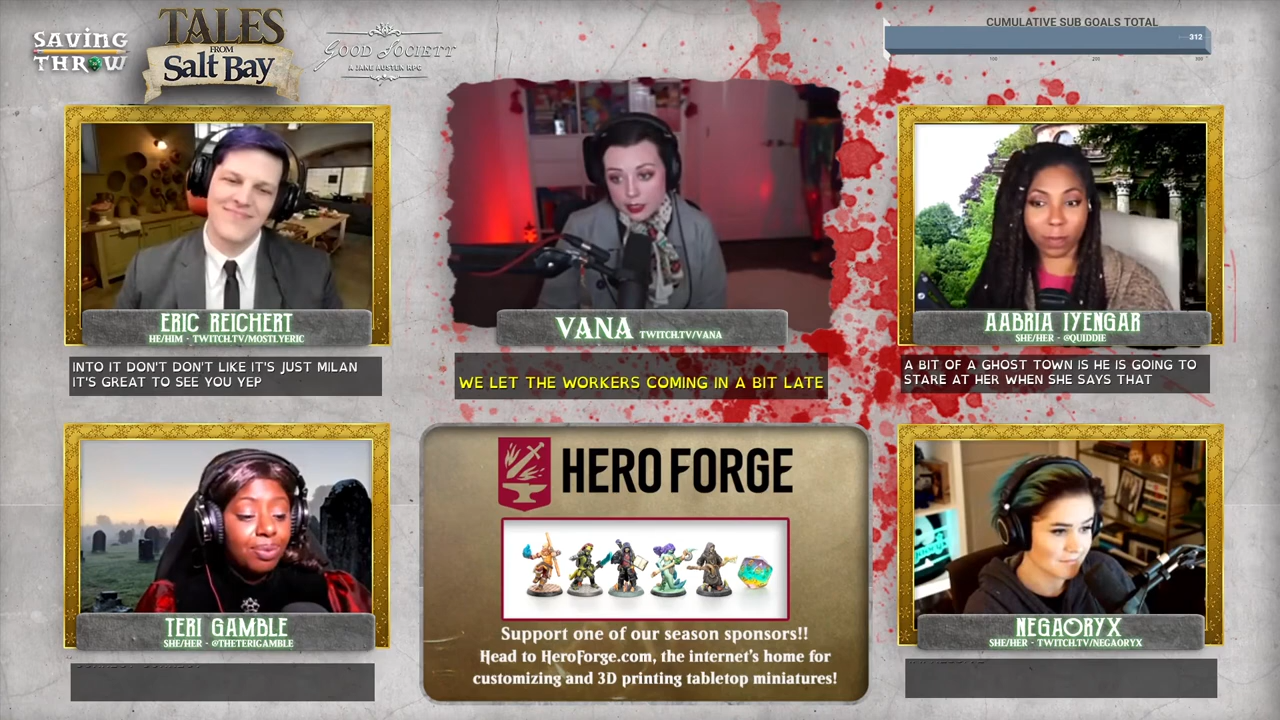 SAVING
THROW
TALES
FROM
Salt Bay
GOOD SOCIETY
A JANE AUSTEN RPG
CUMULATIVE SUB GOALS TOTAL
312
100
200
300
ERIC REICHERT
HE/HIM - TWITCH.TV/MOSTLYERIC
INTO IT DON'T DON'T LIKE IT'S JUST MILAN
IT'S GREAT TO SEE YOU YEP
VANA TWITCH.TV/VANA
WE LET THE WORKERS COMING IN A BIT LATE
AABRIA IYENGAR
SHE/HER - @QUIDDIE
A BIT OF A GHOST TOWN IS HE IS GOING TO
STARE AT HER WHEN SHE SAYS THAT
TERI GAMBLE
SHE/HER - @THETERIGAMBLE
HERO FORGE
Support one of our season sponsors!!
Head to HeroForge.com, the internet's home for
customizing and 3D printing tabletop miniatures!
NEGAORYX
SHE/HER - TWITCH.TV/NEGAORYX